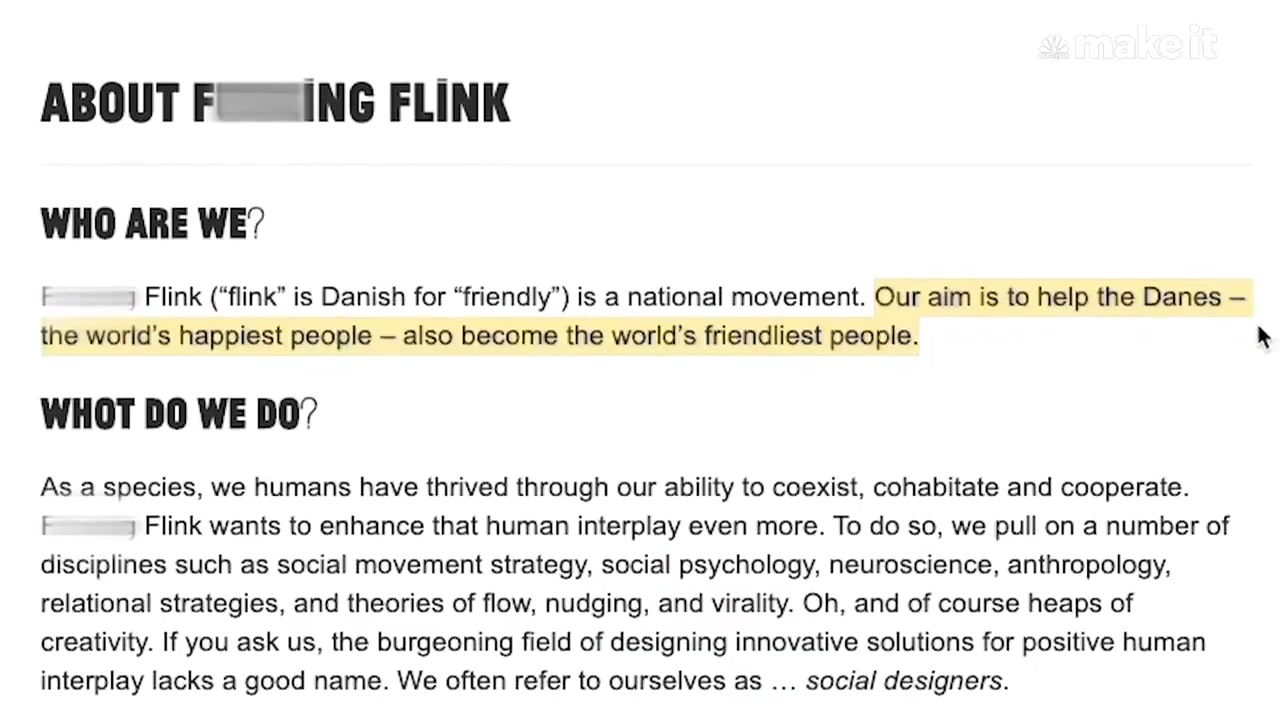 make it
ABOUT F ING FLINK
WHO ARE WE?
F g Flink (“flink” is Danish for “friendly”) is a national movement. Our aim is to help the Danes –
the world’s happiest people – also become the world’s friendliest people.
WHOT DO WE DO?
As a species, we humans have thrived through our ability to coexist, cohabitate and cooperate.
F g Flink wants to enhance that human interplay even more. To do so, we pull on a number of
disciplines such as social movement strategy, social psychology, neuroscience, anthropology,
relational strategies, and theories of flow, nudging, and virality. Oh, and of course heaps of
creativity. If you ask us, the burgeoning field of designing innovative solutions for positive human
interplay lacks a good name. We often refer to ourselves as … social designers.